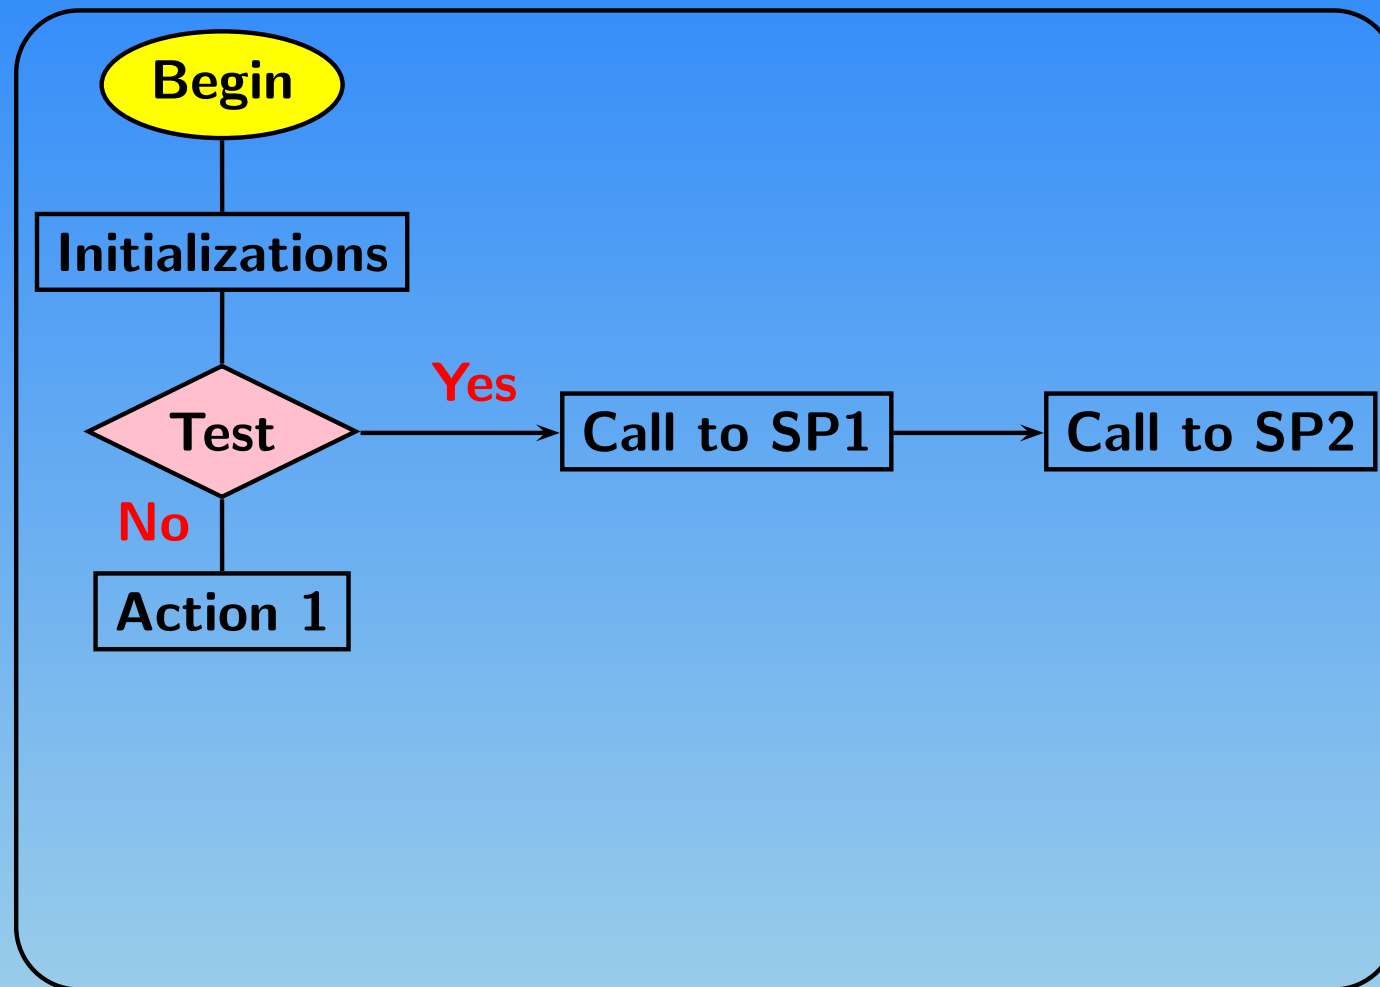 Begin
Initializations
Yes
Test
Call to SP1
Call to SP2
No
Action 1